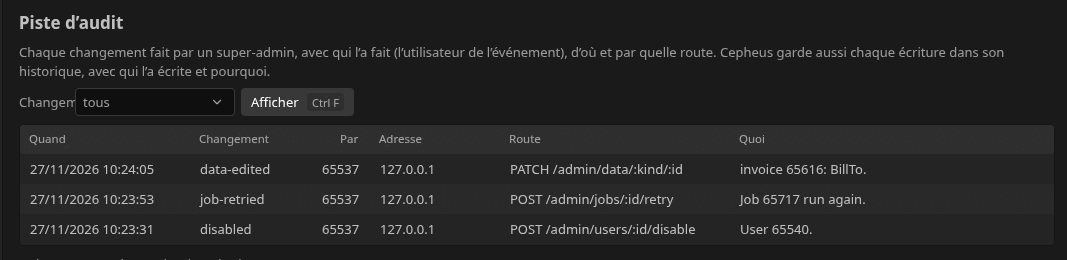 Piste d’audit
Chaque changement fait par un super-admin, avec qui l’a fait (l’utilisateur de l’événement), d’où et par quelle route. Cepheus garde aussi chaque écriture dans son
historique, avec qui l’a écrite et pourquoi.
Changem tous Afficher Ctrl F
Quand Changement Par Adresse Route Quoi
27/11/2026 10:24:05 data-edited 65537 127.0.0.1 PATCH /admin/data/:kind/:id invoice 65616: BillTo.
27/11/2026 10:23:53 job-retried 65537 127.0.0.1 POST /admin/jobs/:id/retry Job 65717 run again.
27/11/2026 10:23:31 disabled 65537 127.0.0.1 POST /admin/users/:id/disable User 65540.